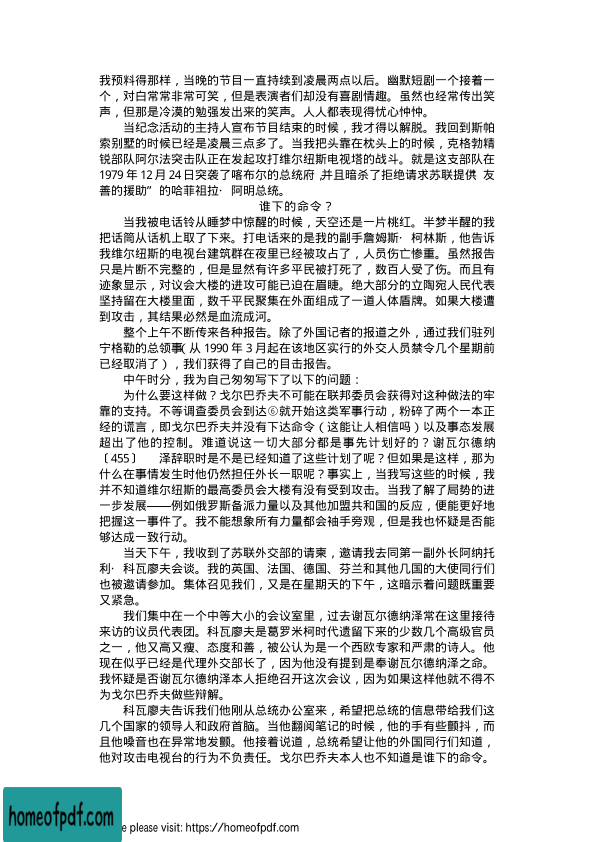 我预料得那样，当晚的节目一直持续到凌晨两点以后。幽默短剧一个接着一
个，对白常常非常可笑，但是表演者们却没有喜剧情趣。虽然也经常传出笑
声，但那是冷漠的勉强发出来的笑声。人人都表现得忧心忡忡。
当纪念活动的主持人宣布节目结束的时候，我才得以解脱。我回到斯帕
索别墅的时候已经是凌晨三点多了。当我把头靠在枕头上的时候，克格勃精
锐部队阿尔法突击队正在发起攻打维尔纽斯电视塔的战斗。就是这支部队在
1979 年 12 月 24 日突袭了喀布尔的总统府，并且暗杀了拒绝请求苏联提供“友
善的援助”的哈菲祖拉·阿明总统。
谁下的命令？
当我被电话铃从睡梦中惊醒的时候，天空还是一片桃红。半梦半醒的我
把话筒从话机上取了下来。打电话来的是我的副手詹姆斯·柯林斯，他告诉
我维尔纽斯的电视台建筑群在夜里已经被攻占了，人员伤亡惨重。虽然报告
只是片断不完整的，但是显然有许多平民被打死了，数百人受了伤。而且有
迹象显示，对议会大楼的进攻可能已迫在眉睫。绝大部分的立陶宛人民代表
坚持留在大楼里面，数千平民聚集在外面组成了一道人体盾牌。如果大楼遭
到攻击，其结果必然是血流成河。
整个上午不断传来各种报告。除了外国记者的报道之外，通过我们驻列
宁格勒的总领事（从 1990 年 3 月起在该地区实行的外交人员禁令几个星期前
已经取消了），我们获得了自己的目击报告。
中午时分，我为自己匆匆写下了以下的问题：
为什么要这样做？戈尔巴乔夫不可能在联邦委员会获得对这种做法的牢
靠的支持。不等调查委员会到达⑥就开始这类军事行动，粉碎了两个一本正
经的谎言，即戈尔巴乔夫并没有下达命令（这能让人相信吗）以及事态发展
超出了他的控制。难道说这一切大部分都是事先计划好的？谢瓦尔德纳
〔455〕 泽辞职时是不是已经知道了这些计划了呢？但如果是这样，那为
什么在事情发生时他仍然担任外长一职呢？事实上，当我写这些的时候，我
并不知道维尔纽斯的最高委员会大楼有没有受到攻击。当我了解了局势的进
一步发展——例如俄罗斯备派力量以及其他加盟共和国的反应，便能更好地
把握这一事件了。我不能想象所有力量都会袖手旁观，但是我也怀疑是否能
够达成一致行动。
当天下午，我收到了苏联外交部的请柬，邀请我去同第一副外长阿纳托
利·科瓦廖夫会谈。我的英国、法国、德国、芬兰和其他几国的大使同行们
也被邀请参加。集体召见我们，又是在星期天的下午，这暗示着问题既重要
又紧急。
我们集中在一个中等大小的会议室里，过去谢瓦尔德纳泽常在这里接待
来访的议员代表团。科瓦廖夫是葛罗米柯时代遗留下来的少数几个高级官员
之一，他又高又瘦、态度和善，被公认为是一个西欧专家和严肃的诗人。他
现在似乎已经是代理外交部长了，因为他没有提到是奉谢瓦尔德纳泽之命。
我怀疑是否谢瓦尔德纳泽本人拒绝召开这次会议，因为如果这样他就不得不
为戈尔巴乔夫做些辩解。
科瓦廖夫告诉我们他刚从总统办公室来，希望把总统的信息带给我们这
几个国家的领导人和政府首脑。当他翻阅笔记的时候，他的手有些颤抖，而
且他嗓音也在异常地发颤。他接着说道，总统希望让他的外国同行们知道，
他对攻击电视台的行为不负责任。戈尔巴乔夫本人也不知道是谁下的命令。
homeofpdf.com
e please visit: https://homeofpdf.com